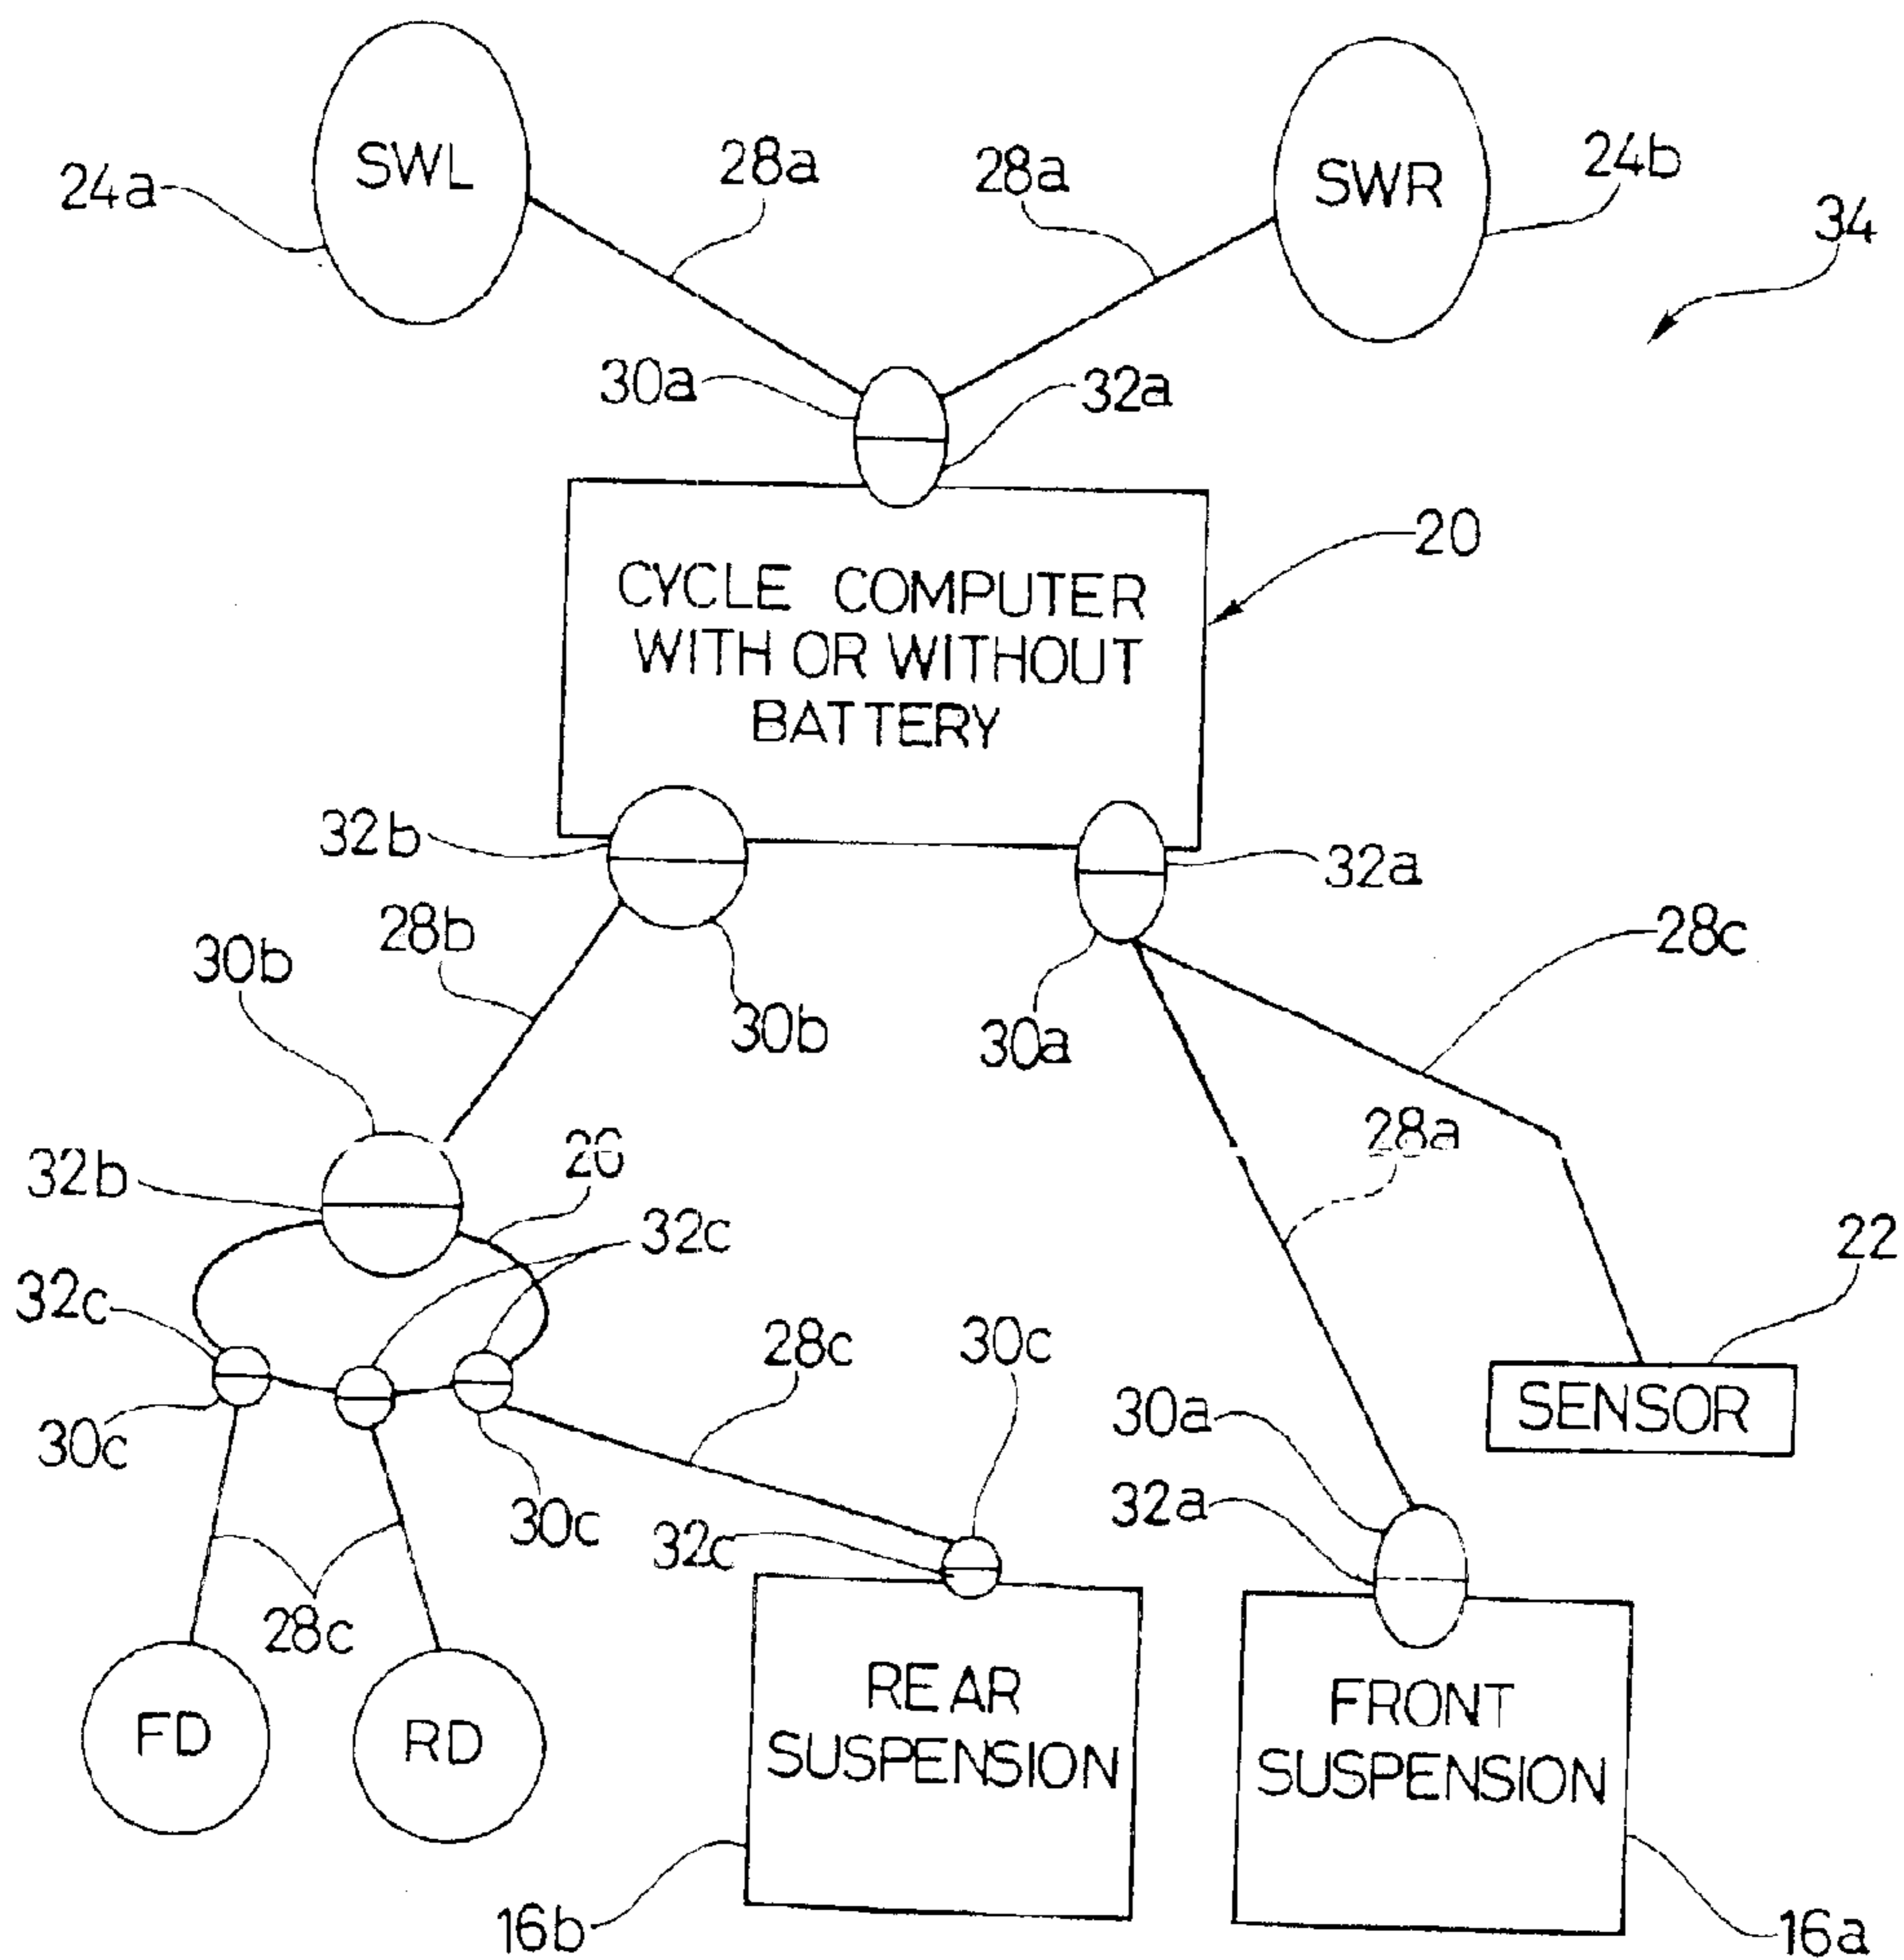 SWL
SWR
24a
28a
28a
24b
34
30a
32a
20
CYCLE COMPUTER
WITH OR WITHOUT
BATTERY
32b
32a
28b
28c
30b
30b
30a
28a
32b
26
32c
22
32c
28c
30c
30a
SENSOR
30c
30c
32c
32a
28c
FD
RD
REAR
SUSPENSION
FRONT
SUSPENSION
16b
16a